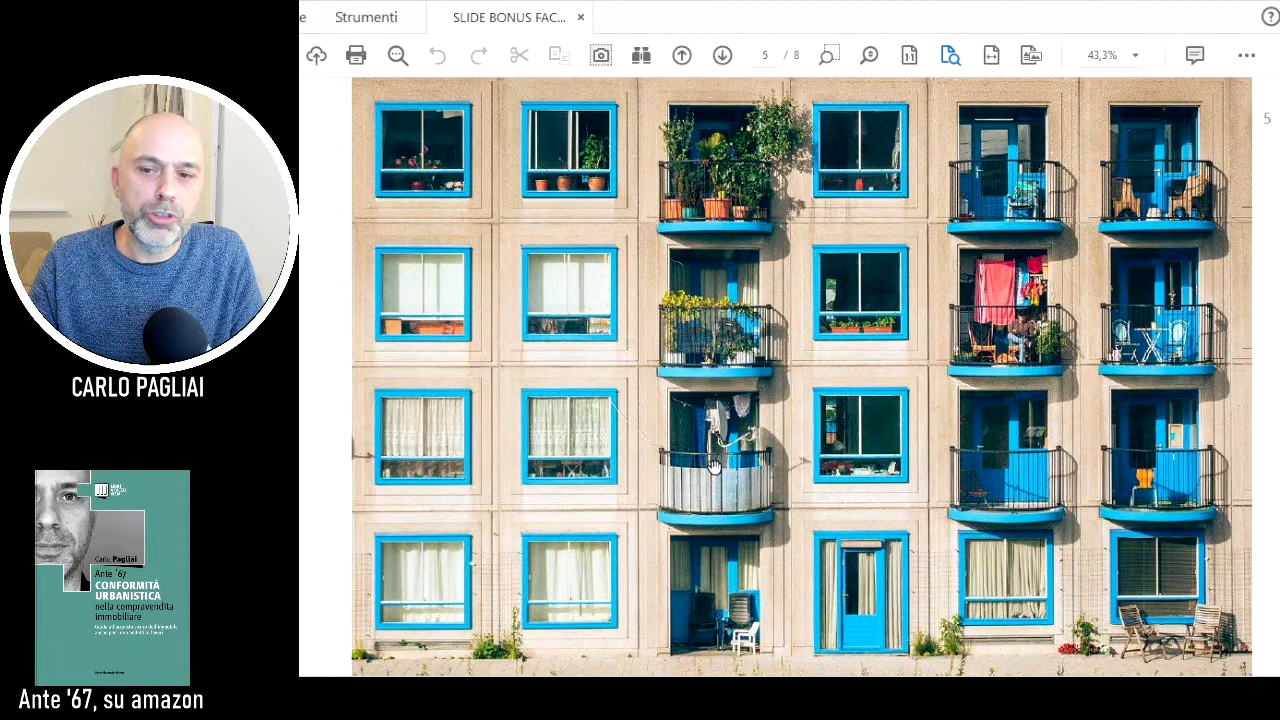 e
Strumenti
SLIDE BONUS FAC...
×
5 / 8
43,3%
5
CARLO PAGLIAI
Carlo Pagliai
Ante '67
CONFORMITÀ
URBANISTICA
nella compravendita
immobiliare
Ante '67, su amazon